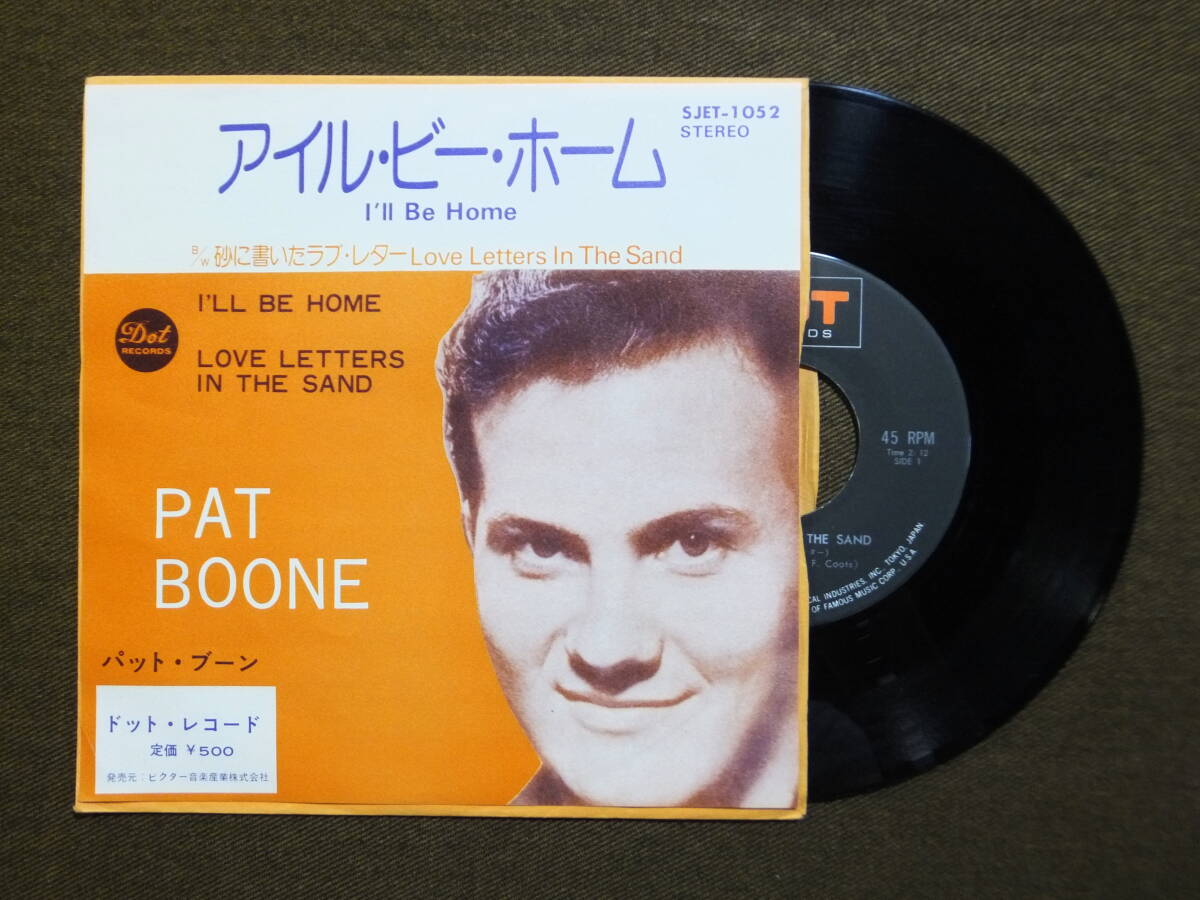 SJET-1052
STEREO
アイル・ビー・ホーム
I'll Be Home
B/W 砂に書いたラブ・レター Love Letters In The Sand
Dot
RECORDS
I'LL BE HOME
LOVE LETTERS
IN THE SAND
PAT
BOONE
パット・ブーン
ドット・レコード
定価 ¥500
発売元:ビクター音楽産業株式会社
45 RPM
Time 2:12
SIDE 1
THE SAND
F. Coots)
INDUSTRIES, INC. TOKYO, JAPAN
OF FAMOUS MUSIC CORP., U.S.A